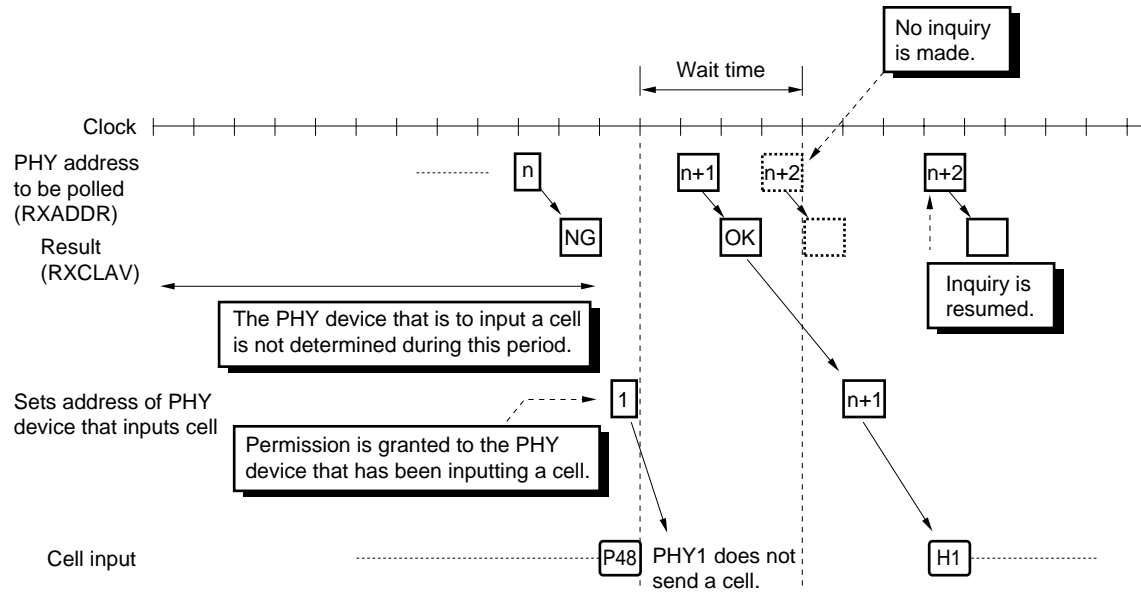 No inquiry
is made.
Wait time
Clock
PHY address
to be polled
(RXADDR)
n
n+1
n+2
n+2
Result
(RXCLAV)
NG
OK
Inquiry is
resumed.
The PHY device that is to input a cell
is not determined during this period.
Sets address of PHY
device that inputs cell
1
n+1
Permission is granted to the PHY
device that has been inputting a cell.
Cell input
P48
PHY1 does not
send a cell.
H1